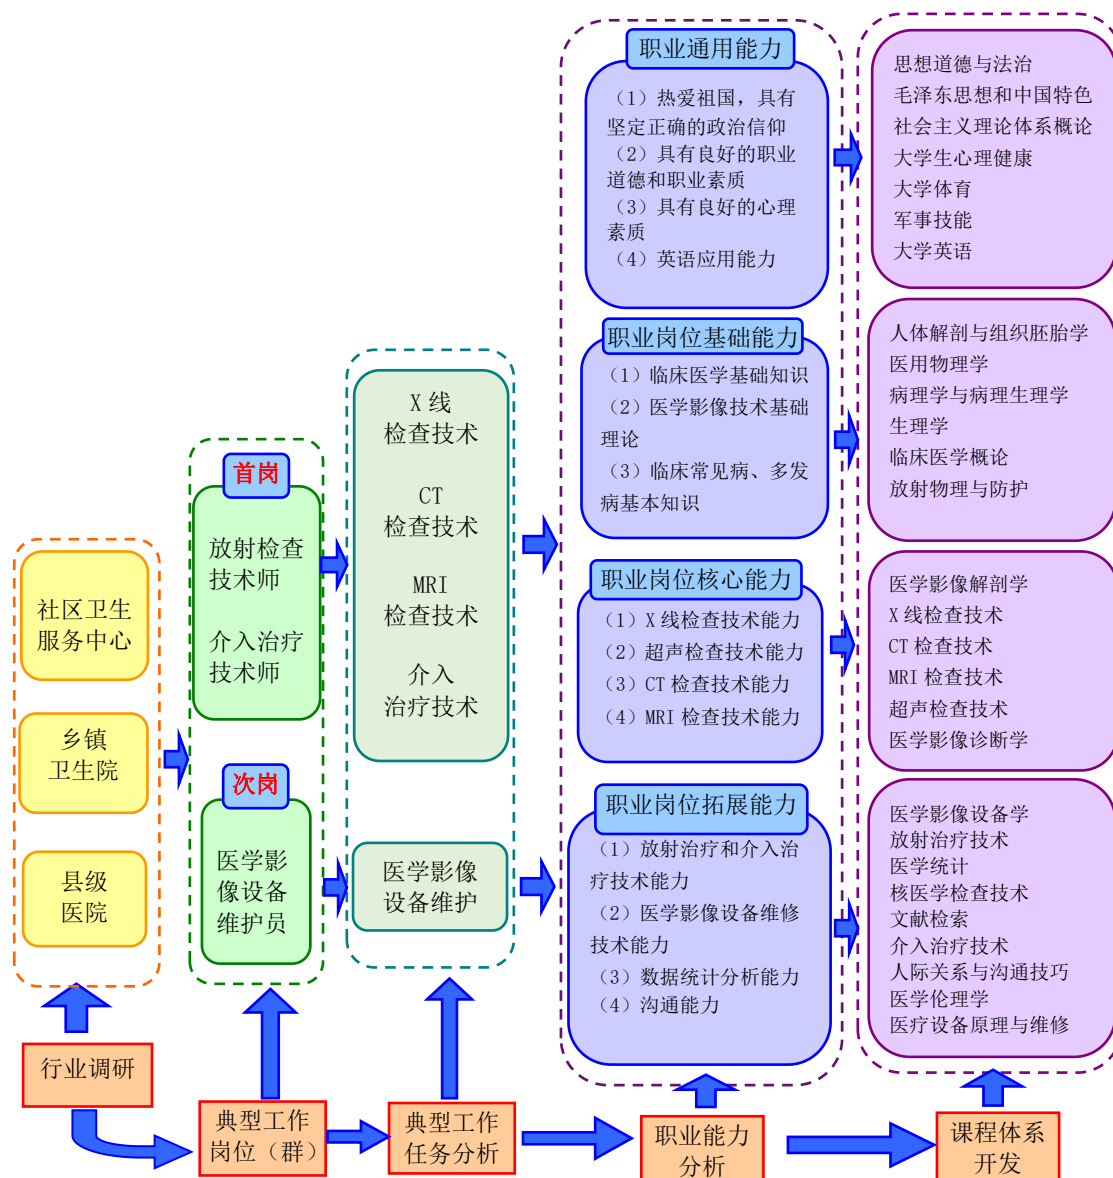 社区卫生
服务中心
乡镇
卫生院
县级
医院
首岗
放射检查
技术师
介入治疗
技术师
次岗
医学影
像设备
维护员
X 线
检查技术
CT
检查技术
MRI
检查技术
介入
治疗技术
医学影像
设备维护
职业通用能力
（1）热爱祖国，具有
坚定正确的政治信仰
（2）具有良好的职业
道德和职业素质
（3）具有良好的心理
素质
（4）英语应用能力
职业岗位基础能力
（1）临床医学基础知识
（2）医学影像技术基础
理论
（3）临床常见病、多发
病基本知识
职业岗位核心能力
（1）X 线检查技术能力
（2）超声检查技术能力
（3）CT 检查技术能力
（4）MRI 检查技术能力
职业岗位拓展能力
（1）放射治疗和介入治
疗技术能力
（2）医学影像设备维修
技术能力
（3）数据统计分析能力
（4）沟通能力
思想道德与法治
毛泽东思想和中国特色
社会主义理论体系概论
大学生心理健康
大学体育
军事技能
大学英语
人体解剖与组织胚胎学
医用物理学
病理学与病理生理学
生理学
临床医学概论
放射物理与防护
医学影像解剖学
X 线检查技术
CT 检查技术
MRI 检查技术
超声检查技术
医学影像诊断学
医学影像设备学
放射治疗技术
医学统计
核医学检查技术
文献检索
介入治疗技术
人际关系与沟通技巧
医学伦理学
医疗设备原理与维修
行业调研
典型工作
岗位（群）
典型工作
任务分析
职业能力
分析
课程体系
开发